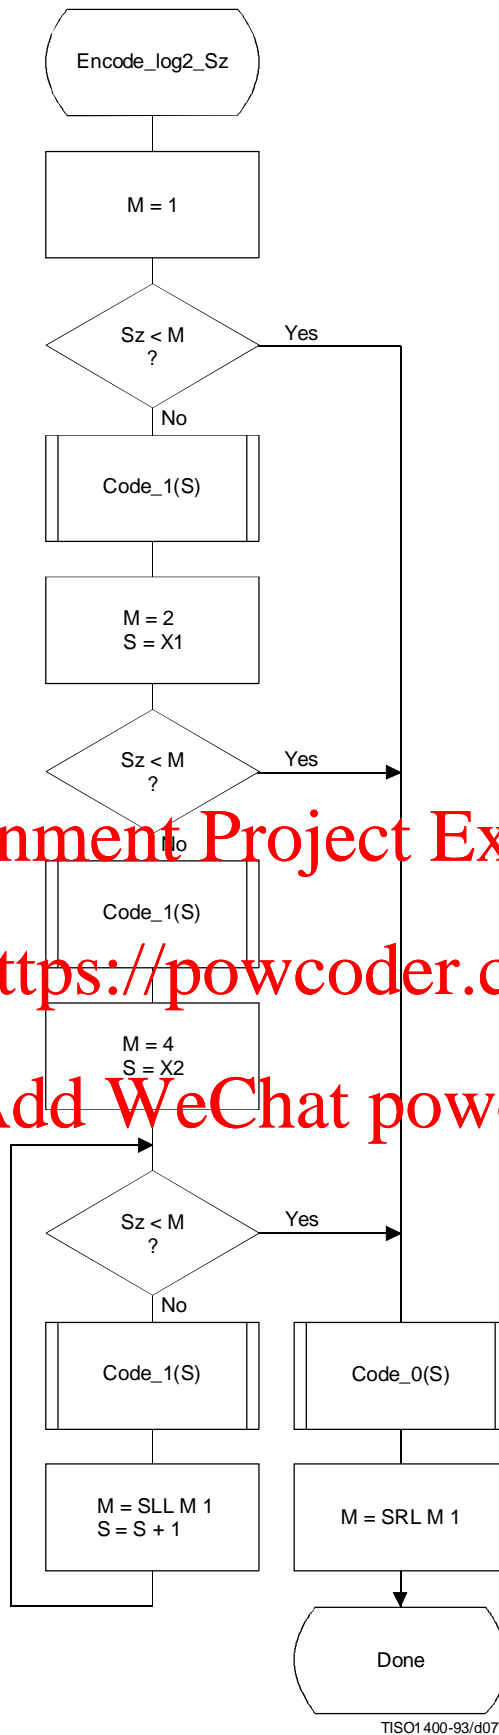 Encode_log2_Sz
M = 1
Sz < M
?
Yes
No
Code_1(S)
M = 2
S = X1
Sz < M
?
Yes
No
nment Project Ex
Code_1(S)
ttps://powcoder.c
M = 4
S = X2
Add WeChat powc
Sz < M
?
Yes
No
Code_1(S)
Code_0(S)
M = SLL M 1
S = S + 1
M = SRL M 1
Done
TISO1400-93/d07